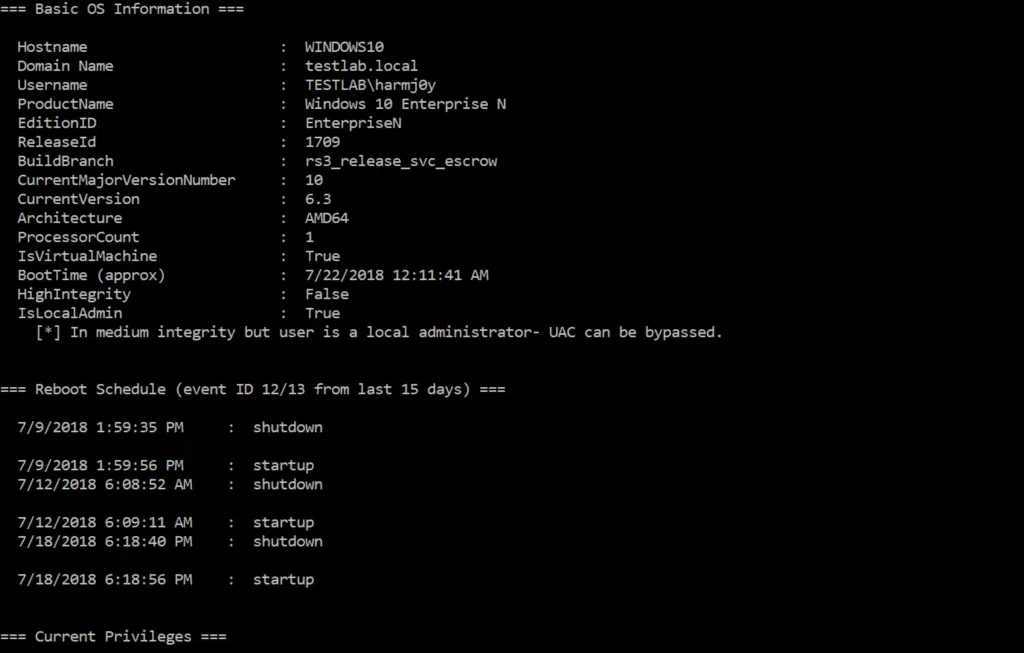 === Basic OS Information ===
Hostname : WINDOWS10
Domain Name : testlab.local
Username : TESTLAB\harmj0y
ProductName : Windows 10 Enterprise N
EditionID : EnterpriseN
ReleaseId : 1709
BuildBranch : rs3_release_svc_escrow
CurrentMajorVersionNumber : 10
CurrentVersion : 6.3
Architecture : AMD64
ProcessorCount : 1
IsVirtualMachine : True
BootTime (approx) : 7/22/2018 12:11:41 AM
HighIntegrity : False
IsLocalAdmin : True
[*] In medium integrity but user is a local administrator- UAC can be bypassed.
=== Reboot Schedule (event ID 12/13 from last 15 days) ===
7/9/2018 1:59:35 PM : shutdown
7/9/2018 1:59:56 PM : startup
7/12/2018 6:08:52 AM : shutdown
7/12/2018 6:09:11 AM : startup
7/18/2018 6:18:40 PM : shutdown
7/18/2018 6:18:56 PM : startup
=== Current Privileges ===